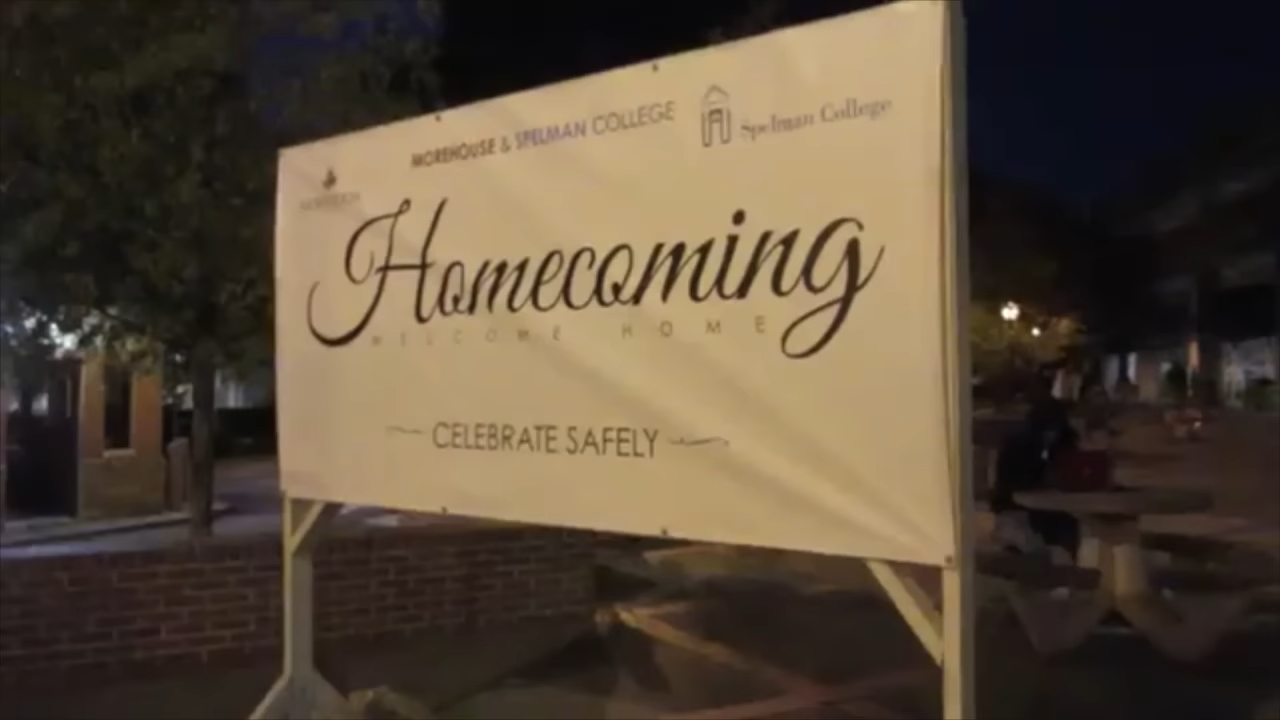 MOREHOUSE & SPELMAN COLLEGE
Spelman College
Homecoming
WELCOME HOME
CELEBRATE SAFELY